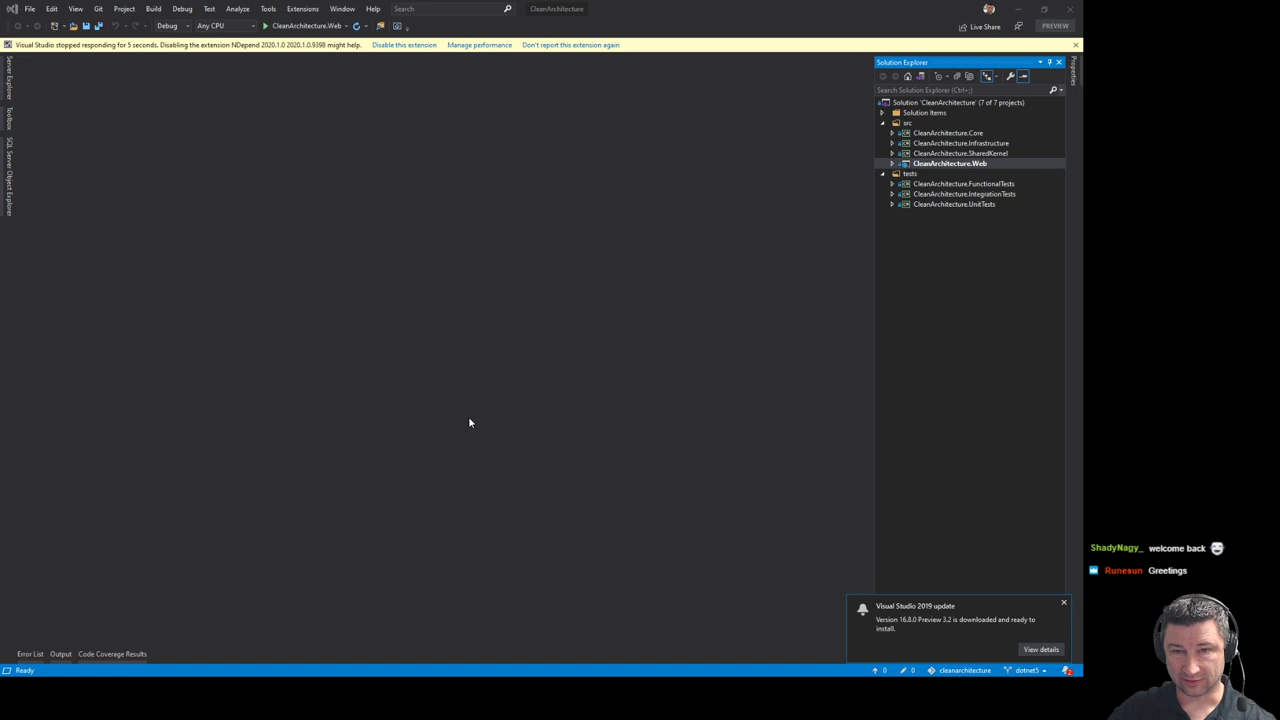 File Edit View Git Project Build Debug Test Analyze Tools Extensions Window Help Search CleanArchitecture
Debug Any CPU CleanArchitecture.Web Live Share PREVIEW
Visual Studio stopped responding for 5 seconds. Disabling the extension NDepend 2020.1.0 2020.1.0.9398 might help. Disable this extension Manage performance Don't report this extension again
Server Explorer
Toolbox
SQL Server Object Explorer
Solution Explorer
Properties
Search Solution Explorer (Ctrl+;)
Solution 'CleanArchitecture' (7 of 7 projects)
Solution Items
src
CleanArchitecture.Core
CleanArchitecture.Infrastructure
CleanArchitecture.SharedKernel
CleanArchitecture.Web
tests
CleanArchitecture.FunctionalTests
CleanArchitecture.IntegrationTests
CleanArchitecture.UnitTests
ShadyNagy_ welcome back
Runesun Greetings
Visual Studio 2019 update
Version 16.8.0 Preview 3.2 is downloaded and ready to
install.
View details
Error List Output Code Coverage Results
Ready 0 0 cleanarchitecture dotnet5 2